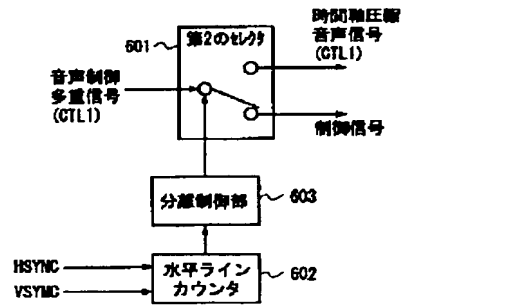 時間軸圧縮
音声信号
(CTL1)
601
第2のセレクタ
音声制御
多重信号
(CTL1)
制御信号
分離制御部
603
HSYNC
VSYMC
水平ライン
カウンタ
602